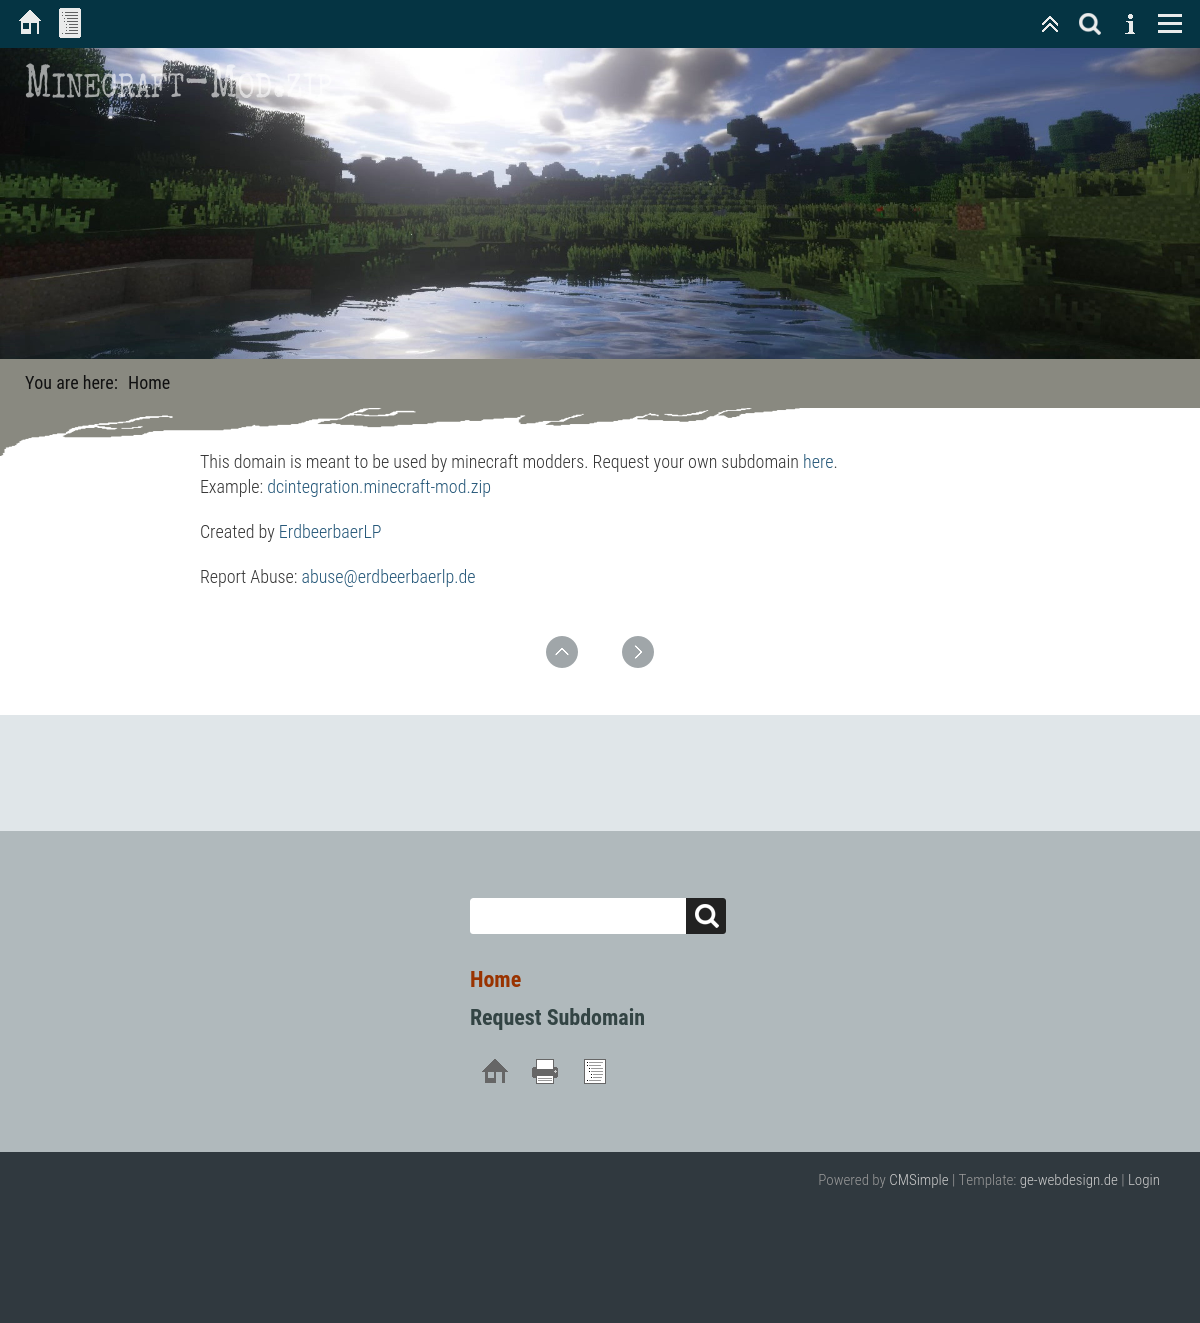 Minecraft-Mod.zip
You are here: Home
This domain is meant to be used by minecraft modders. Request your own subdomain here.
Example: dcintegration.minecraft-mod.zip
Created by ErdbeerbaerLP
Report Abuse: abuse@erdbeerbaerlp.de
Home
Request Subdomain
Powered by CMSimple | Template: ge-webdesign.de | Login